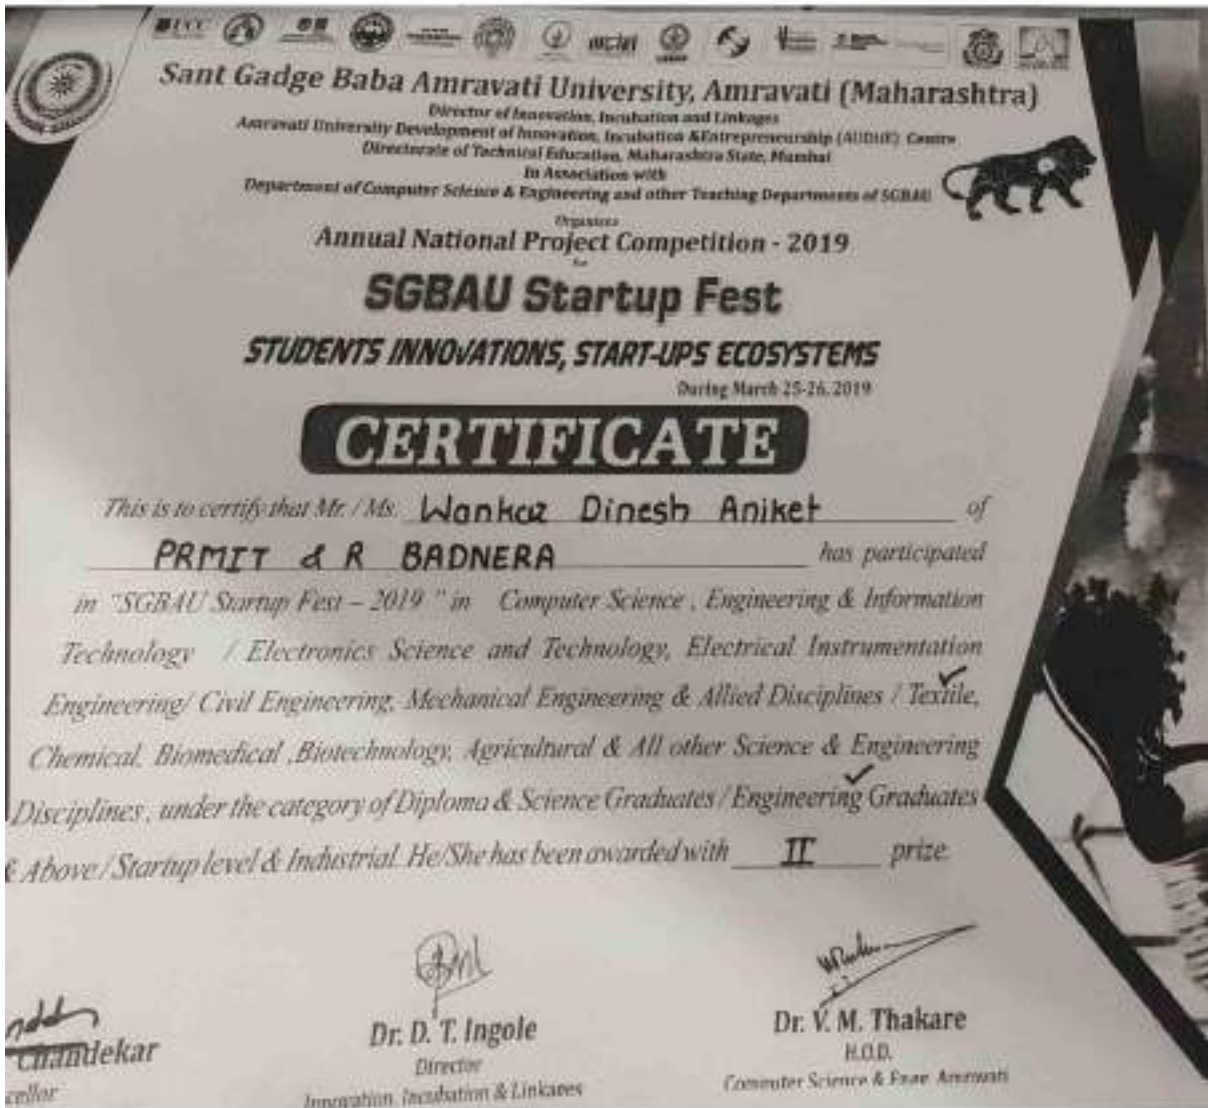 UCC
Sant Gadge Baba Amravati University, Amravati (Maharashtra)
Director of Innovation, Incubation and Linkages
Amravati University Development of Innovation, Incubation &Entrepreneurship (AUDIIE) Centre
Directorate of Technical Education, Maharashtra State, Mumbai
In Association with
Department of Computer Science & Engineering and other Teaching Departments of SGBAU
Organizes
Annual National Project Competition - 2019
SGBAU Startup Fest
STUDENTS INNOVATIONS, START-UPS ECOSYSTEMS
During March 25-26, 2019
CERTIFICATE
This is to certify that Mr. / Ms. Wankaz Dinesh Aniket of
PRMIT & R BADNERA has participated
in "SGBAU Startup Fest – 2019 " in Computer Science , Engineering & Information
Technology / Electronics Science and Technology, Electrical Instrumentation
Engineering/ Civil Engineering, Mechanical Engineering & Allied Disciplines / Textile,
Chemical, Biomedical ,Biotechnology, Agricultural & All other Science & Engineering
Disciplines , under the category of Diploma & Science Graduates / Engineering Graduates
& Above / Startup level & Industrial. He/She has been awarded with II prize.
Chandekar
cellor
Dr. D. T. Ingole
Director
Innovation, Incubation & Linkages
Dr. V. M. Thakare
H.O.D.
Computer Science & Engg. Amravati